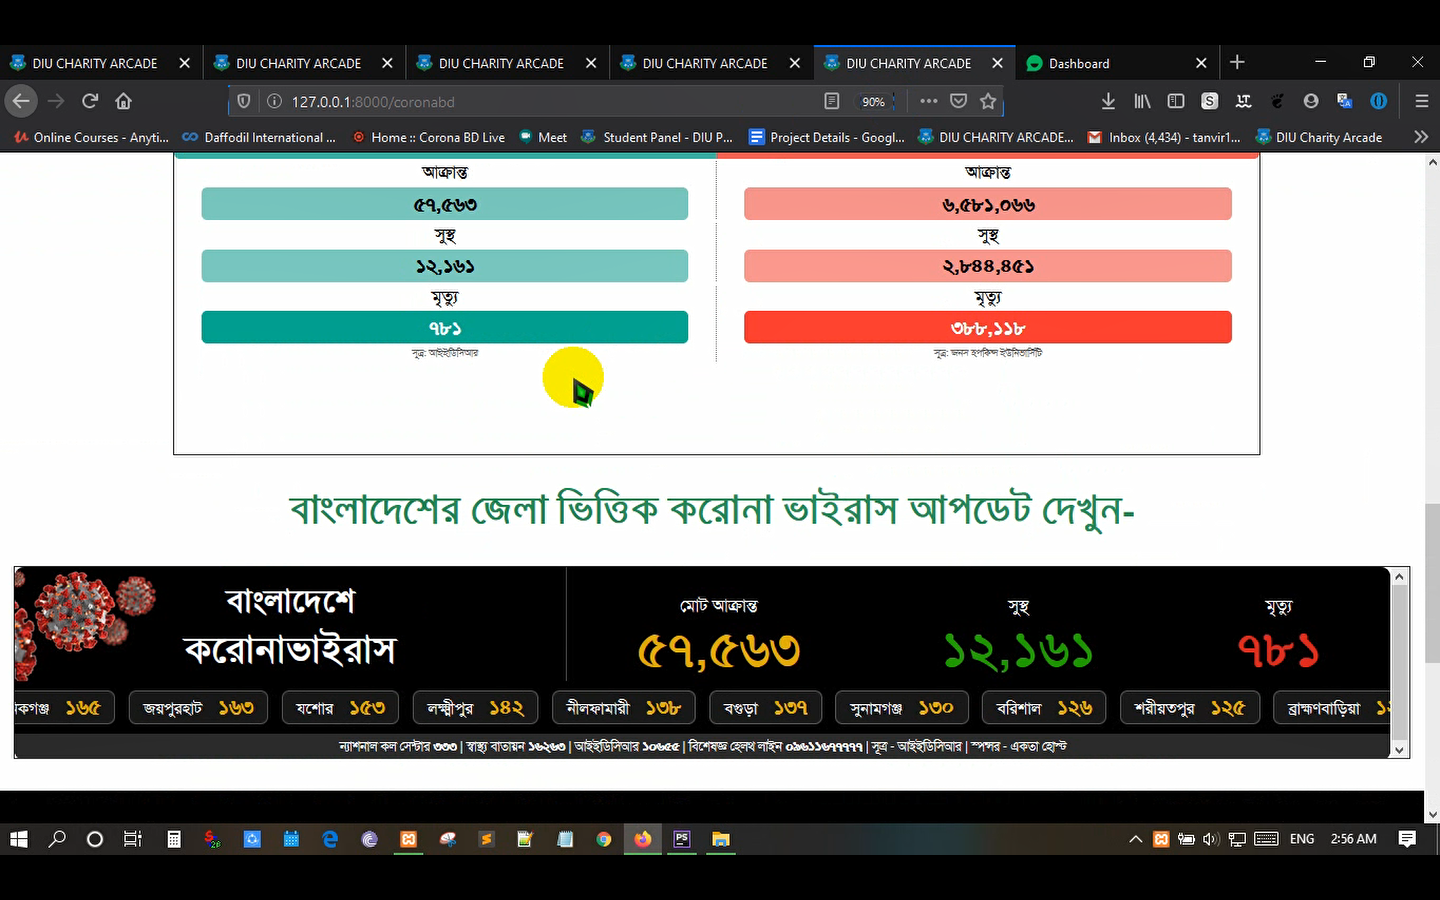 DIU CHARITY ARCADE
DIU CHARITY ARCADE
DIU CHARITY ARCADE
DIU CHARITY ARCADE
DIU CHARITY ARCADE
Dashboard
127.0.0.1:8000/coronabd
90%
Online Courses - Anyti...
Daffodil International ...
Home :: Corona BD Live
Meet
Student Panel - DIU P...
Project Details - Googl...
DIU CHARITY ARCADE...
Inbox (4,434) - tanvir1...
DIU Charity Arcade
আক্রান্ত
৫৭,৫৬৩
সুস্থ
১২,১৬১
মৃত্যু
৭৮১
সূত্র: আইইডিসিআর
আক্রান্ত
৬,৫৮১,০৬৬
সুস্থ
২,৮৪৪,৪৫১
মৃত্যু
৩৮৮,১১৮
সূত্র: জনস হপকিন্স ইউনিভার্সিটি
বাংলাদেশের জেলা ভিত্তিক করোনা ভাইরাস আপডেট দেখুন-
বাংলাদেশে
করোনাভাইরাস
মোট আক্রান্ত
৫৭,৫৬৩
সুস্থ
১২,১৬১
মৃত্যু
৭৮১
কগঞ্জ ১৬৫
জয়পুরহাট ১৬৩
যশোর ১৫৩
লক্ষ্মীপুর ১৪২
নীলফামারী ১৩৮
বগুড়া ১৩৭
সুনামগঞ্জ ১৩০
বরিশাল ১২৬
শরীয়তপুর ১২৫
ব্রাহ্মণবাড়িয়া
ন্যাশনাল কল সেন্টার ৩৩৩ | স্বাস্থ্য বাতায়ন ১৬২৬৩ | আইইডিসিআর ১০৬৫৫ | বিশেষজ্ঞ হেলথ লাইন ০৯৬১১৬৭৭৭৭৭ | সূত্র - আইইডিসিআর | স্পন্সর - একতা হোস্ট
ENG
2:56 AM